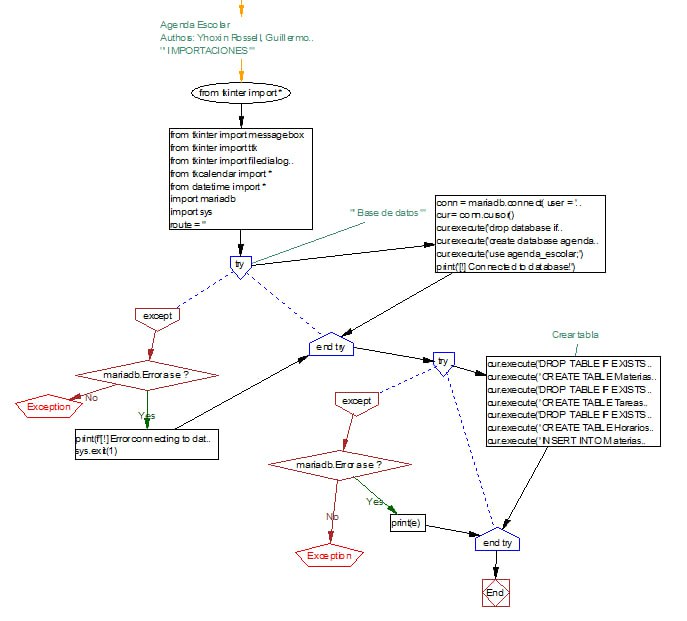 Agenda Escolar
Authors: Yhoxin Rossell, Guillermo..
''' IMPORTACIONES'''
from tkinter import *
from tkinter import messagebox
from tkinter import ttk
from tkinter import filedialog..
from tkcalendar import *
from datetime import *
import mariadb
import sys
route = ''
''' Base de datos '''
conn = mariadb.connect( user = '..
cur = conn.cursor()
cur.execute('drop database if..
cur.execute('create database agenda..
cur.execute('use agenda_escolar;')
print('[!] Connected to database!')
try
except
end try
Crear tabla
try
cur.execute('DROP TABLE IF EXISTS..
cur.execute(''CREATE TABLE Materias..
cur.execute('DROP TABLE IF EXISTS..
cur.execute(''CREATE TABLE Tareas..
cur.execute('DROP TABLE IF EXISTS..
cur.execute(''CREATE TABLE Horarios..
cur.execute(''INSERT INTO Materias..
mariadb.Error as e ?
No
Exception
Yes
print(f'[!] Error connecting to dat..
sys.exit(1)
except
mariadb.Error as e ?
Yes
print(e)
No
Exception
end try
End